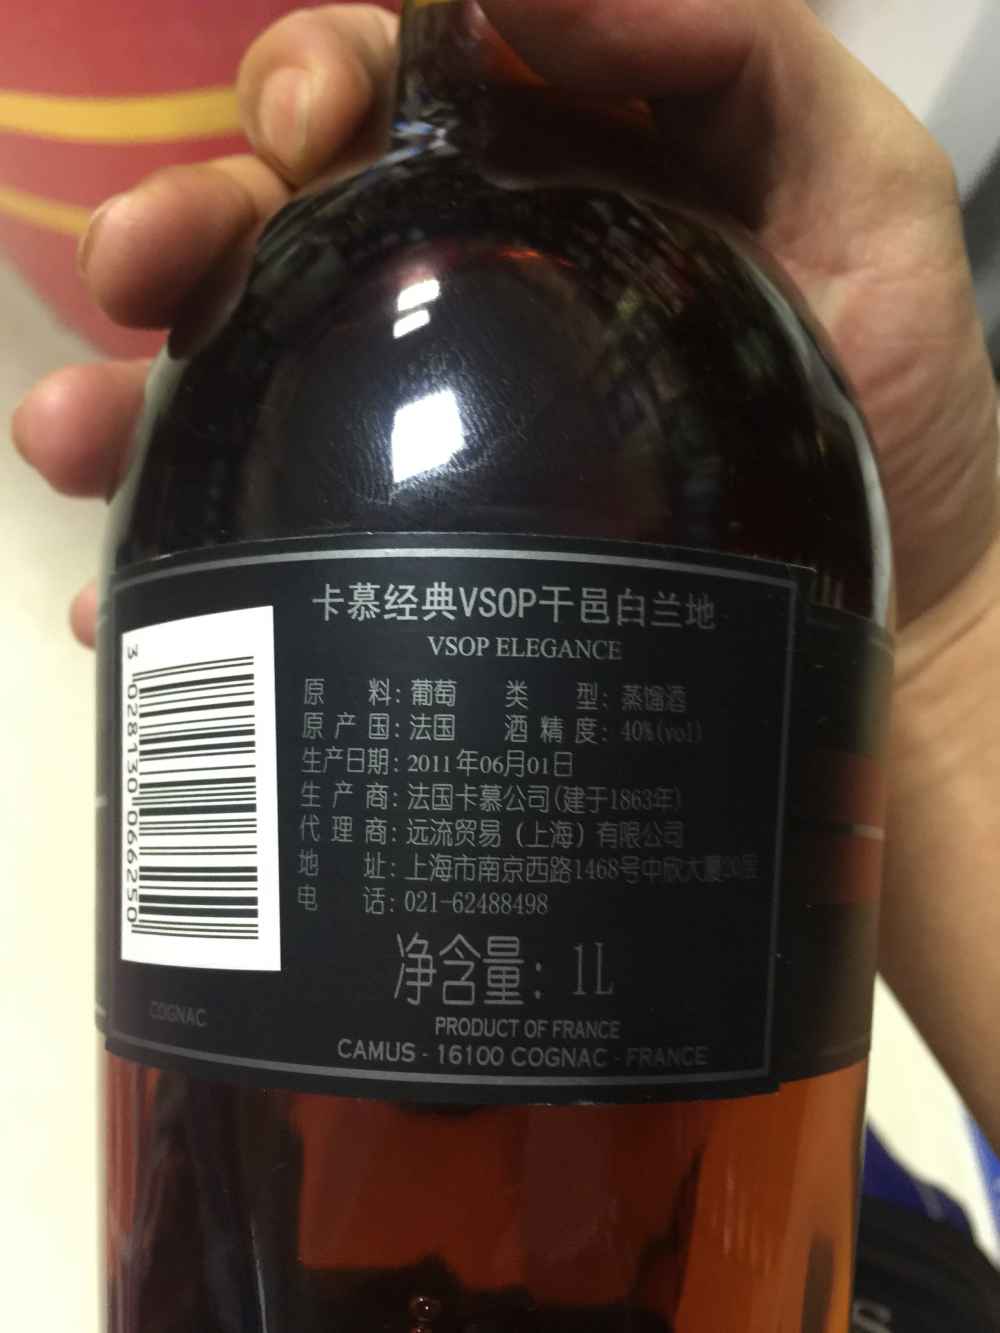 卡慕经典VSOP干邑白兰地
VSOP ELEGANCE
原 料: 葡萄 类 型: 蒸馏酒
原产国: 法国 酒精度: 40%(vol)
生产日期: 2011年06月01日
生产商: 法国卡慕公司(建于1863年)
代理商: 远流贸易（上海）有限公司
地 址: 上海市南京西路1468号中欣大厦20层
电 话: 021-62488498
净含量: 1L
PRODUCT OF FRANCE
CAMUS - 16100 COGNAC - FRANCE
3 028130 066250
COGNAC